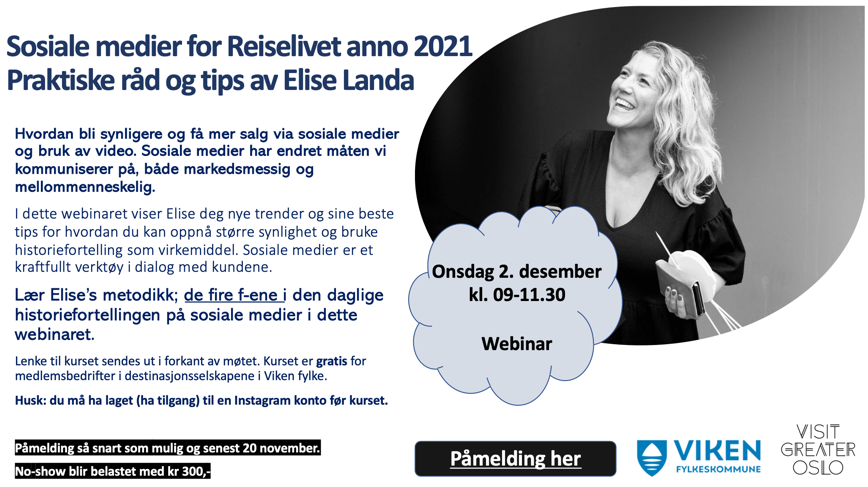 Sosiale medier for Reiselivet anno 2021
Praktiske råd og tips av Elise Landa
Hvordan bli synligere og få mer salg via sosiale medier
og bruk av video. Sosiale medier har endret måten vi
kommuniserer på, både markedsmessig og
mellommenneskelig.
I dette webinaret viser Elise deg nye trender og sine beste
tips for hvordan du kan oppnå større synlighet og bruke
historiefortelling som virkemiddel. Sosiale medier er et
kraftfullt verktøy i dialog med kundene.
Lær Elise's metodikk; de fire f-ene i den daglige
historiefortellingen på sosiale medier i dette
webinaret.
Lenke til kurset sendes ut i forkant av møtet. Kurset er gratis for
medlemsbedrifter i destinasjonsselskapene i Viken fylke.
Husk: du må ha laget (ha tilgang) til en Instagram konto før kurset.
Påmelding så snart som mulig og senest 20 november.
No-show blir belastet med kr 300,-
Onsdag 2. desember
kl. 09-11.30
Webinar
Påmelding her
VIKEN
FYLKESKOMMUNE
VISIT
GREATER
OSLO